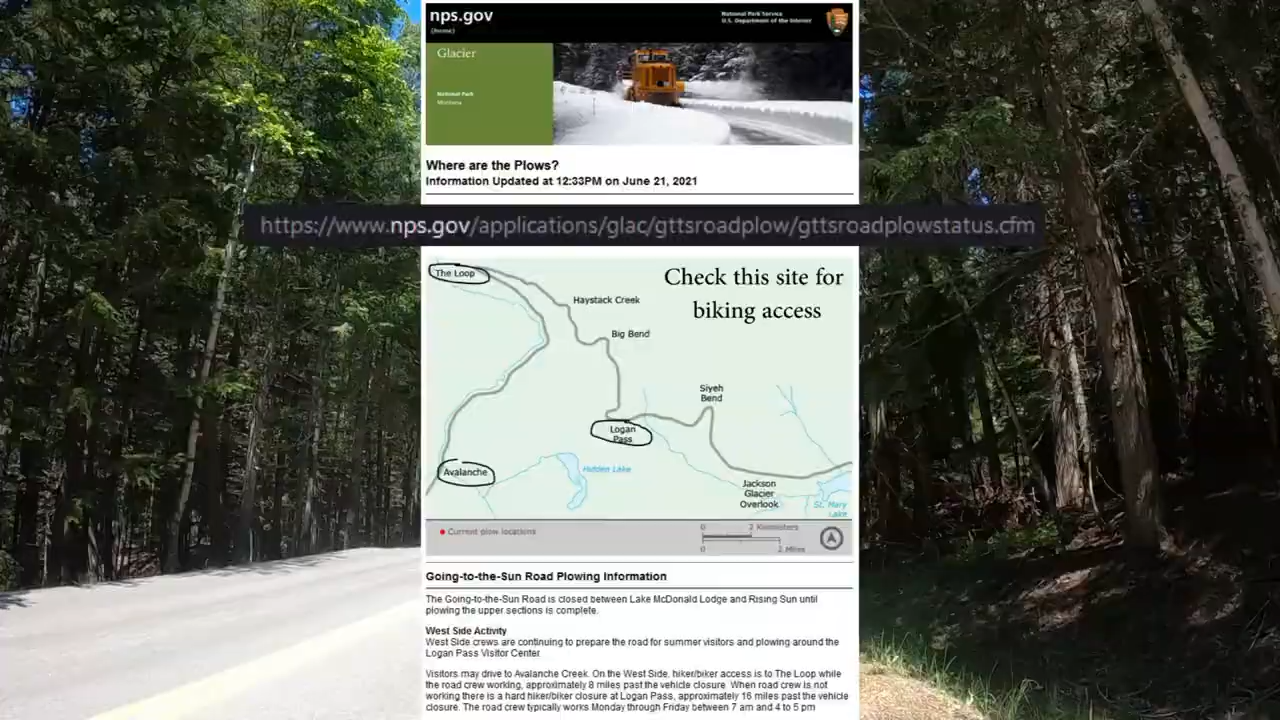 nps.gov
(home)
National Park Service
U.S. Department of the Interior
Glacier
National Park
Montana
Where are the Plows?
Information Updated at 12:33PM on June 21, 2021
https://www.nps.gov/applications/glac/gttsroadplow/gttsroadplowstatus.cfm
The Loop
Check this site for
biking access
Haystack Creek
Big Bend
Siyeh
Bend
Logan
Pass
Avalanche
Hidden Lake
Jackson
Glacier
Overlook
St. Mary
Lake
Current plow locations
0 2 Kilometers
0 2 Miles
Going-to-the-Sun Road Plowing Information
The Going-to-the-Sun Road is closed between Lake McDonald Lodge and Rising Sun until
plowing the upper sections is complete.
West Side Activity
West Side crews are continuing to prepare the road for summer visitors and plowing around the
Logan Pass Visitor Center
Visitors may drive to Avalanche Creek. On the West Side, hiker/biker access is to The Loop while
the road crew working, approximately 8 miles past the vehicle closure. When road crew is not
working there is a hard hiker/biker closure at Logan Pass, approximately 16 miles past the vehicle
closure. The road crew typically works Monday through Friday between 7 am and 4 to 5 pm